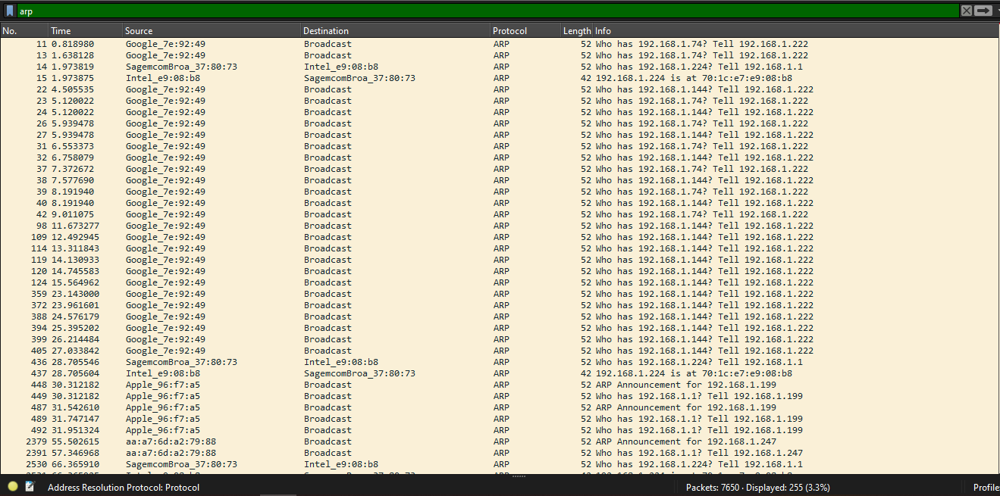 arp
No. Time Source Destination Protocol Length Info
11 0.818980 Google_7e:92:49 Broadcast ARP 52 Who has 192.168.1.74? Tell 192.168.1.222
13 1.638128 Google_7e:92:49 Broadcast ARP 52 Who has 192.168.1.74? Tell 192.168.1.222
14 1.973819 SagemcomBroa_37:80:73 Intel_e9:08:b8 ARP 52 Who has 192.168.1.224? Tell 192.168.1.1
15 1.973875 Intel_e9:08:b8 SagemcomBroa_37:80:73 ARP 42 192.168.1.224 is at 70:1c:e7:e9:08:b8
22 4.505535 Google_7e:92:49 Broadcast ARP 52 Who has 192.168.1.144? Tell 192.168.1.222
23 5.120022 Google_7e:92:49 Broadcast ARP 52 Who has 192.168.1.74? Tell 192.168.1.222
24 5.120022 Google_7e:92:49 Broadcast ARP 52 Who has 192.168.1.144? Tell 192.168.1.222
26 5.939478 Google_7e:92:49 Broadcast ARP 52 Who has 192.168.1.74? Tell 192.168.1.222
27 5.939478 Google_7e:92:49 Broadcast ARP 52 Who has 192.168.1.144? Tell 192.168.1.222
31 6.553373 Google_7e:92:49 Broadcast ARP 52 Who has 192.168.1.74? Tell 192.168.1.222
32 6.758079 Google_7e:92:49 Broadcast ARP 52 Who has 192.168.1.144? Tell 192.168.1.222
37 7.372672 Google_7e:92:49 Broadcast ARP 52 Who has 192.168.1.74? Tell 192.168.1.222
38 7.577690 Google_7e:92:49 Broadcast ARP 52 Who has 192.168.1.144? Tell 192.168.1.222
39 8.191940 Google_7e:92:49 Broadcast ARP 52 Who has 192.168.1.74? Tell 192.168.1.222
40 8.191940 Google_7e:92:49 Broadcast ARP 52 Who has 192.168.1.144? Tell 192.168.1.222
42 9.011075 Google_7e:92:49 Broadcast ARP 52 Who has 192.168.1.74? Tell 192.168.1.222
98 11.673277 Google_7e:92:49 Broadcast ARP 52 Who has 192.168.1.144? Tell 192.168.1.222
109 12.492945 Google_7e:92:49 Broadcast ARP 52 Who has 192.168.1.144? Tell 192.168.1.222
114 13.311843 Google_7e:92:49 Broadcast ARP 52 Who has 192.168.1.144? Tell 192.168.1.222
119 14.130933 Google_7e:92:49 Broadcast ARP 52 Who has 192.168.1.144? Tell 192.168.1.222
120 14.745583 Google_7e:92:49 Broadcast ARP 52 Who has 192.168.1.144? Tell 192.168.1.222
124 15.564962 Google_7e:92:49 Broadcast ARP 52 Who has 192.168.1.144? Tell 192.168.1.222
359 23.143000 Google_7e:92:49 Broadcast ARP 52 Who has 192.168.1.144? Tell 192.168.1.222
372 23.961601 Google_7e:92:49 Broadcast ARP 52 Who has 192.168.1.144? Tell 192.168.1.222
388 24.576179 Google_7e:92:49 Broadcast ARP 52 Who has 192.168.1.144? Tell 192.168.1.222
394 25.395202 Google_7e:92:49 Broadcast ARP 52 Who has 192.168.1.144? Tell 192.168.1.222
399 26.214484 Google_7e:92:49 Broadcast ARP 52 Who has 192.168.1.144? Tell 192.168.1.222
405 27.033842 Google_7e:92:49 Broadcast ARP 52 Who has 192.168.1.144? Tell 192.168.1.222
436 28.705546 SagemcomBroa_37:80:73 Intel_e9:08:b8 ARP 52 Who has 192.168.1.224? Tell 192.168.1.1
437 28.705604 Intel_e9:08:b8 SagemcomBroa_37:80:73 ARP 42 192.168.1.224 is at 70:1c:e7:e9:08:b8
448 30.312182 Apple_96:f7:a5 Broadcast ARP 52 ARP Announcement for 192.168.1.199
449 30.312182 Apple_96:f7:a5 Broadcast ARP 52 Who has 192.168.1.1? Tell 192.168.1.199
487 31.542610 Apple_96:f7:a5 Broadcast ARP 52 ARP Announcement for 192.168.1.199
489 31.747147 Apple_96:f7:a5 Broadcast ARP 52 Who has 192.168.1.1? Tell 192.168.1.199
492 31.951324 Apple_96:f7:a5 Broadcast ARP 52 Who has 192.168.1.1? Tell 192.168.1.199
2379 55.502615 aa:a7:6d:a2:79:88 Broadcast ARP 52 ARP Announcement for 192.168.1.247
2391 57.346968 aa:a7:6d:a2:79:88 Broadcast ARP 52 Who has 192.168.1.1? Tell 192.168.1.247
2530 66.365910 SagemcomBroa_37:80:73 Intel_e9:08:b8 ARP 52 Who has 192.168.1.224? Tell 192.168.1.1
Address Resolution Protocol: Protocol Packets: 7650 · Displayed: 255 (3.3%) Profile